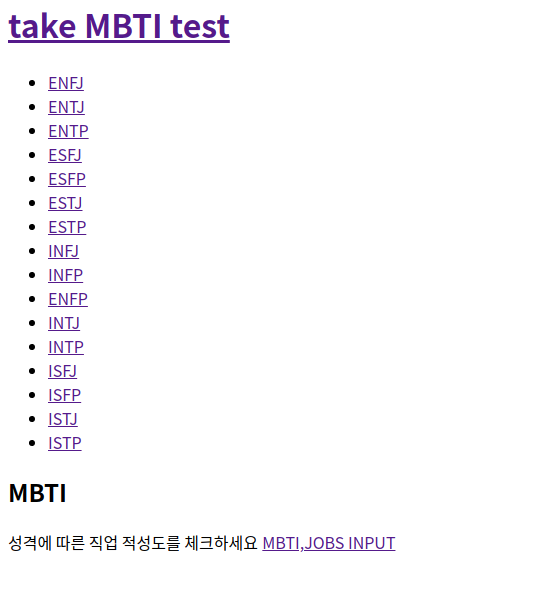 take MBTI test
ENFJ
ENTJ
ENTP
ESFJ
ESFP
ESTJ
ESTP
INFJ
INFP
ENFP
INTJ
INTP
ISFJ
ISFP
ISTJ
ISTP
MBTI
성격에 따른 직업 적성도를 체크하세요 MBTI,JOBS INPUT